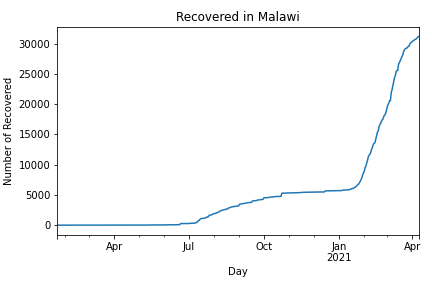 Recovered in Malawi
Number of Recovered
30000
25000
20000
15000
10000
5000
0
Apr Jul Oct Jan Apr
2021
Day